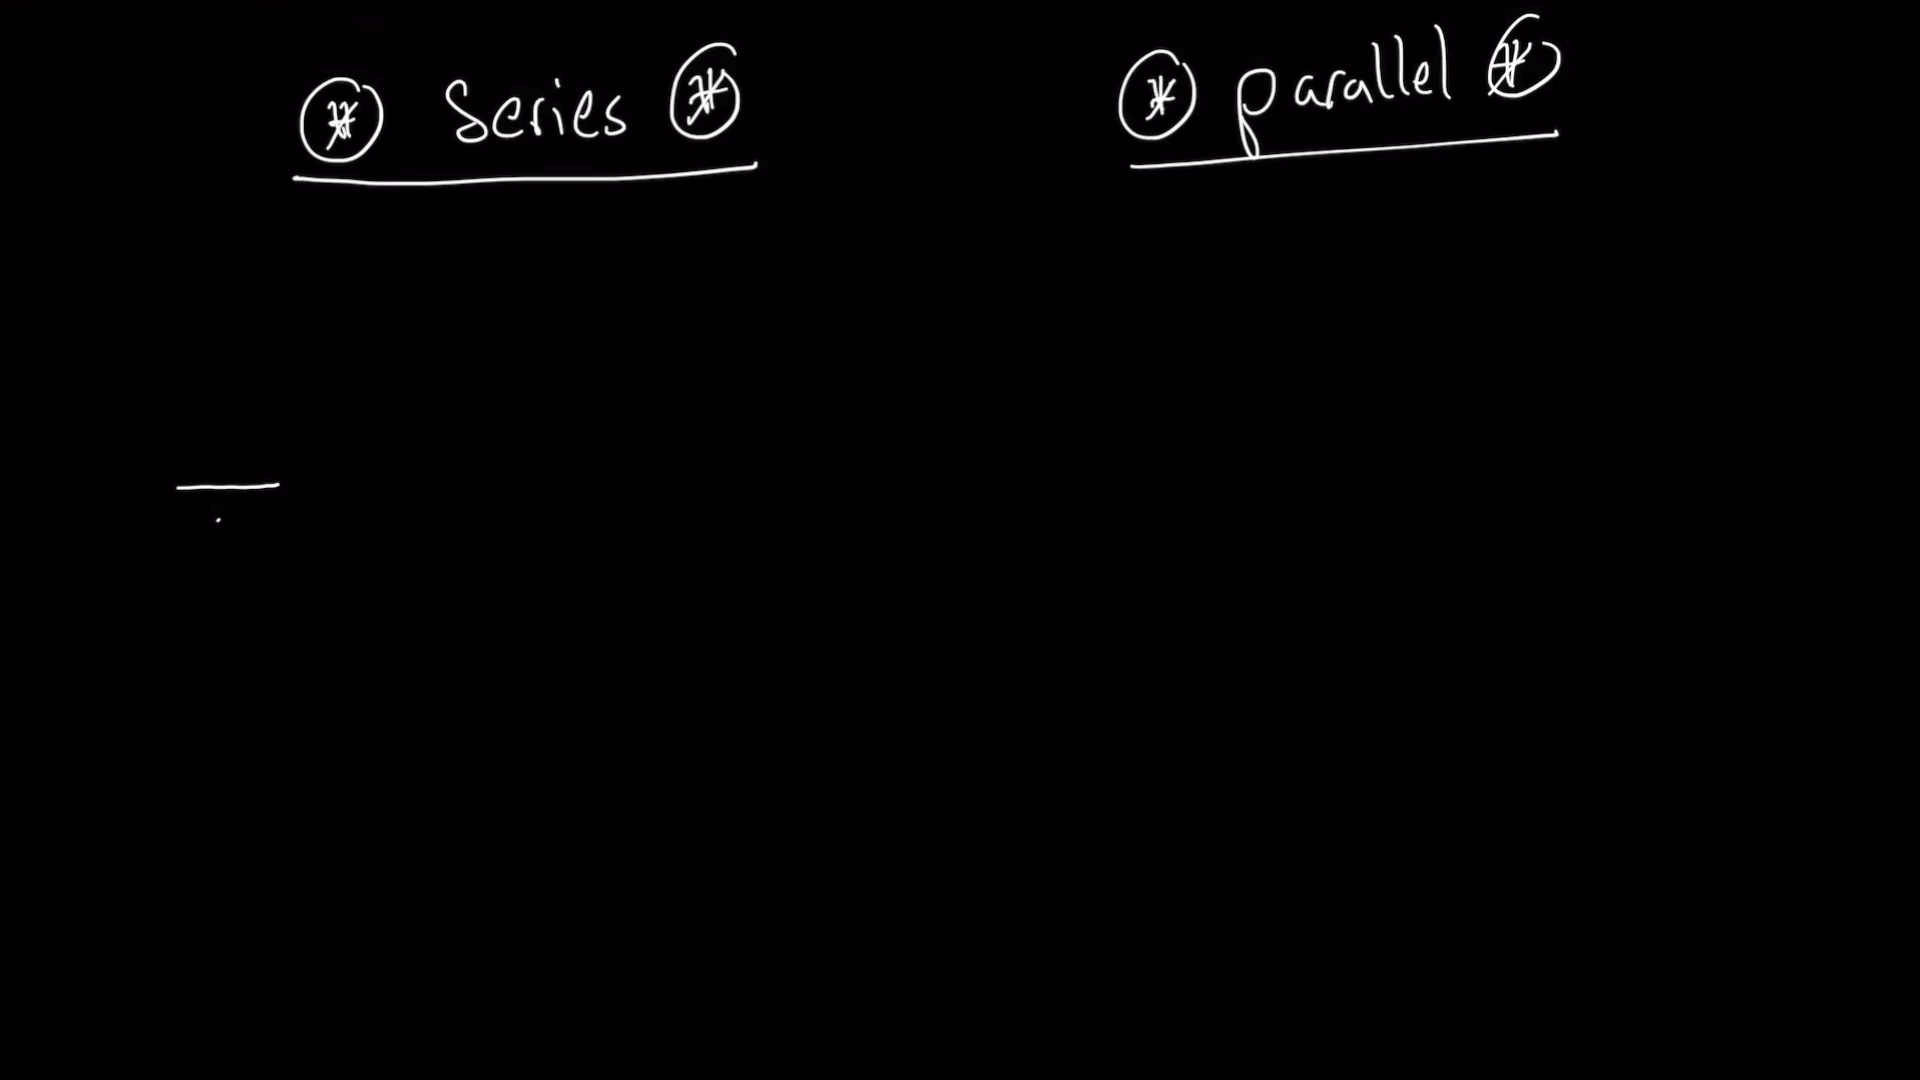 ⊛ Series ⊛
⊛ parallel ⊛